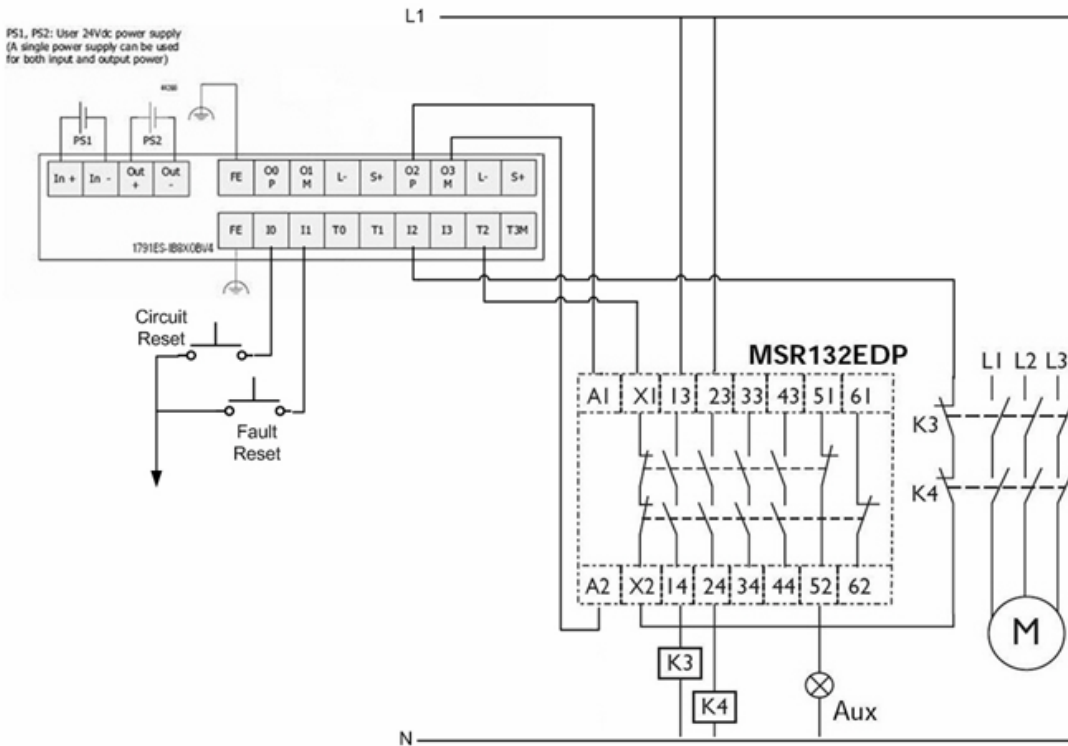 L1
PS1, PS2: User 24Vdc power supply
(A single power supply can be used
for both input and output power)
PS1 PS2
In + In - Out + Out -
FE O0 P O1 M L- S+ O2 P O3 M L- S+
FE I0 I1 T0 T1 I2 I3 T2 T3M
1791ES-IB8XOBV4
Circuit
Reset
Fault
Reset
MSR132EDP
L1 L2 L3
A1 X1 13 23 33 43 51 61
K3
K4
A2 X2 14 24 34 44 52 62
M
K3
K4
Aux
N